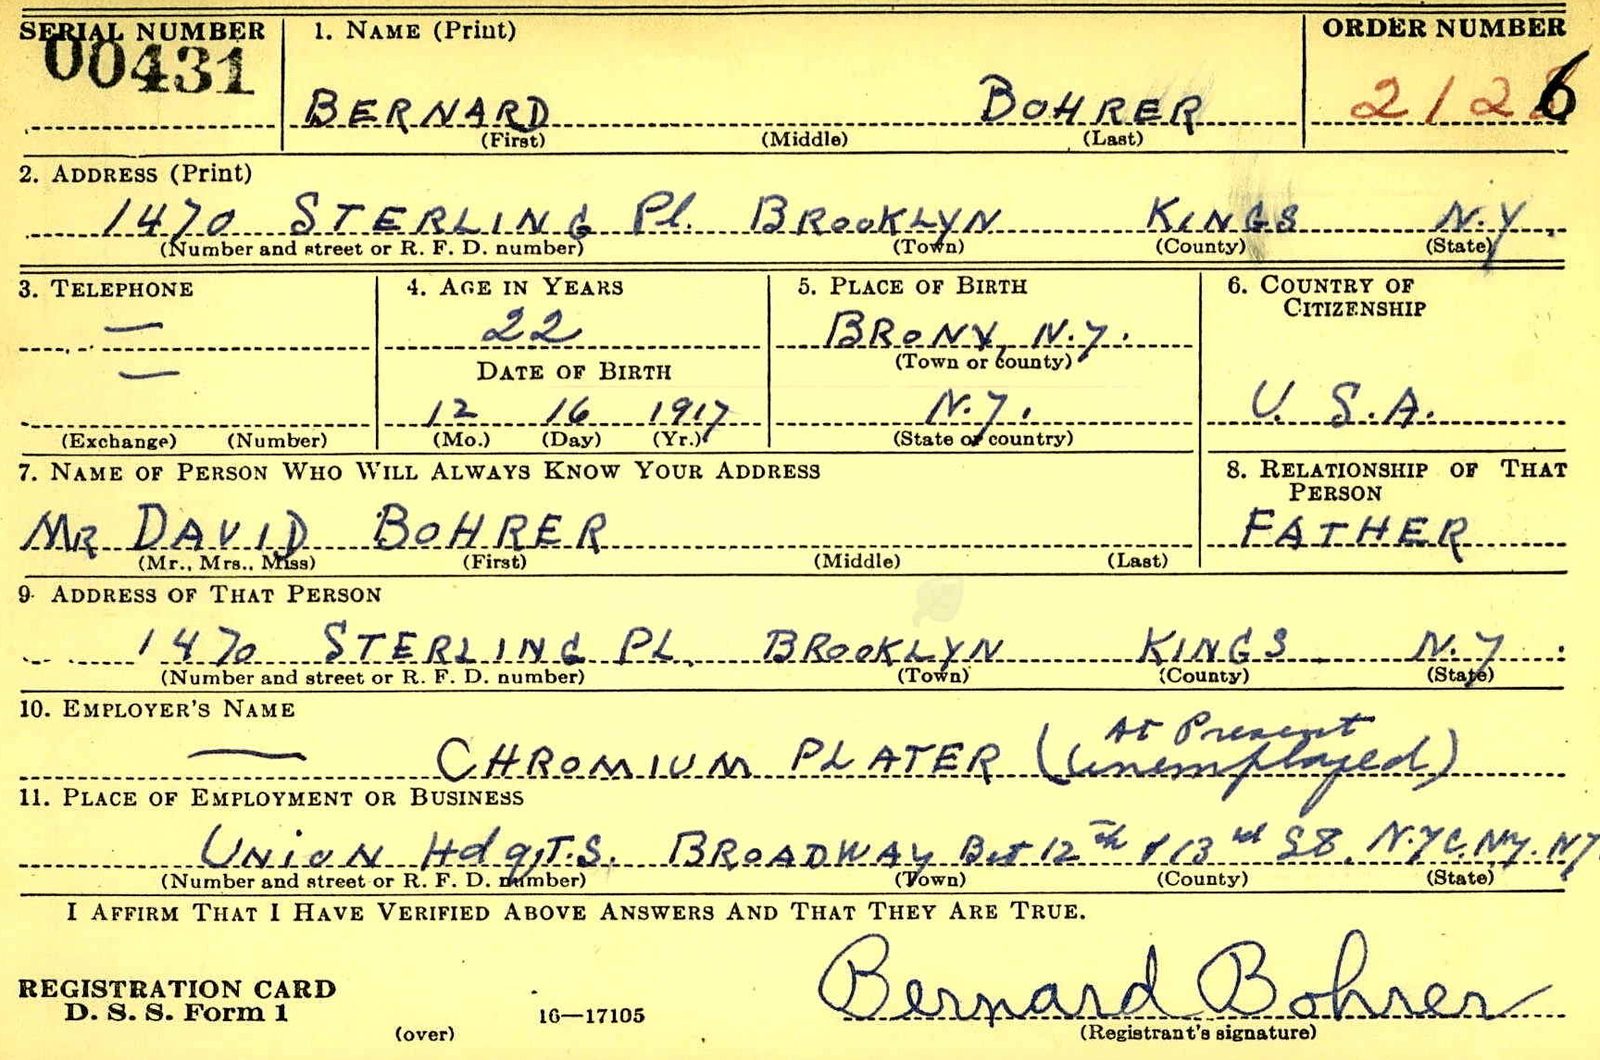 SERIAL NUMBER 1. NAME (Print) ORDER NUMBER
00431
BERNARD BOHRER 2126
(First) (Middle) (Last)
2. ADDRESS (Print)
1470 STERLING Pl. BROOKLYN KINGS N.Y.
(Number and street or R. F. D. number) (Town) (County) (State)
3. TELEPHONE 4. AGE IN YEARS 5. PLACE OF BIRTH 6. COUNTRY OF
CITIZENSHIP
— 22 BRONX, N.Y.
(Town or county)
— DATE OF BIRTH
12 16 1917 N.Y. U. S.A.
(Exchange) (Number) (Mo.) (Day) (Yr.) (State or country)
7. NAME OF PERSON WHO WILL ALWAYS KNOW YOUR ADDRESS 8. RELATIONSHIP OF THAT
PERSON
MR DAVID BOHRER FATHER
(Mr., Mrs., Miss) (First) (Middle) (Last)
9. ADDRESS OF THAT PERSON
1470 STERLING PL. BROOKLYN KINGS N.Y.
(Number and street or R. F. D. number) (Town) (County) (State)
10. EMPLOYER'S NAME
— CHROMIUM PLATER (At Present
Unemployed)
11. PLACE OF EMPLOYMENT OR BUSINESS
UNION Hdq,T.S. BROADWAY Bet 12th & 13rd St. N.Y.C. N.Y. N.Y.
(Number and street or R. F. D. number) (Town) (County) (State)
I AFFIRM THAT I HAVE VERIFIED ABOVE ANSWERS AND THAT THEY ARE TRUE.
Bernard Bohrer
REGISTRATION CARD
D. S. S. Form 1 (over) 16—17105 (Registrant's signature)